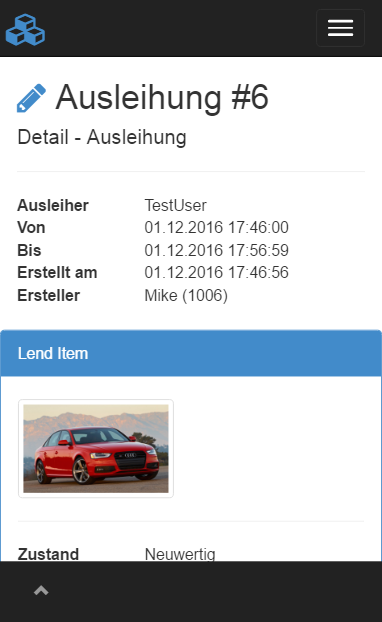 Ausleihung #6
Detail - Ausleihung
Ausleiher TestUser
Von 01.12.2016 17:46:00
Bis 01.12.2016 17:56:59
Erstellt am 01.12.2016 17:46:56
Ersteller Mike (1006)
Lend Item
Zustand Neuwertig